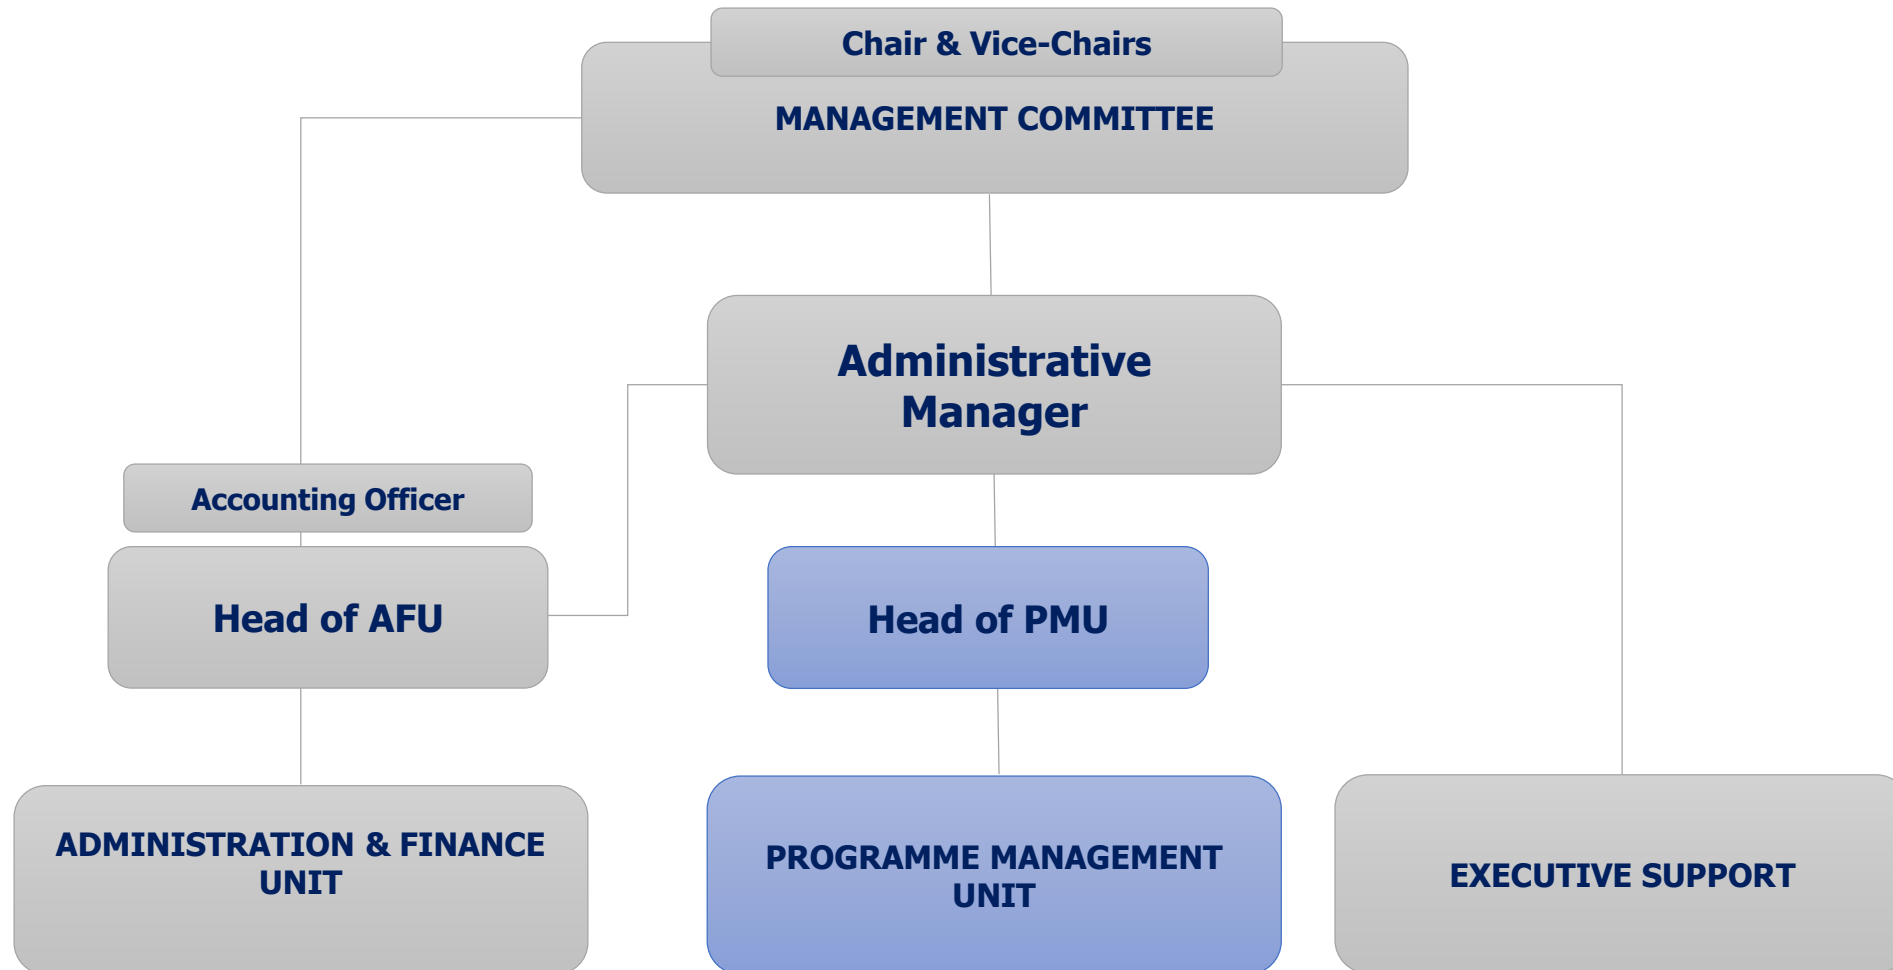 Chair & Vice-Chairs
MANAGEMENT COMMITTEE
Administrative
Manager
Accounting Officer
Head of AFU
Head of PMU
ADMINISTRATION & FINANCE
UNIT
PROGRAMME MANAGEMENT
UNIT
EXECUTIVE SUPPORT